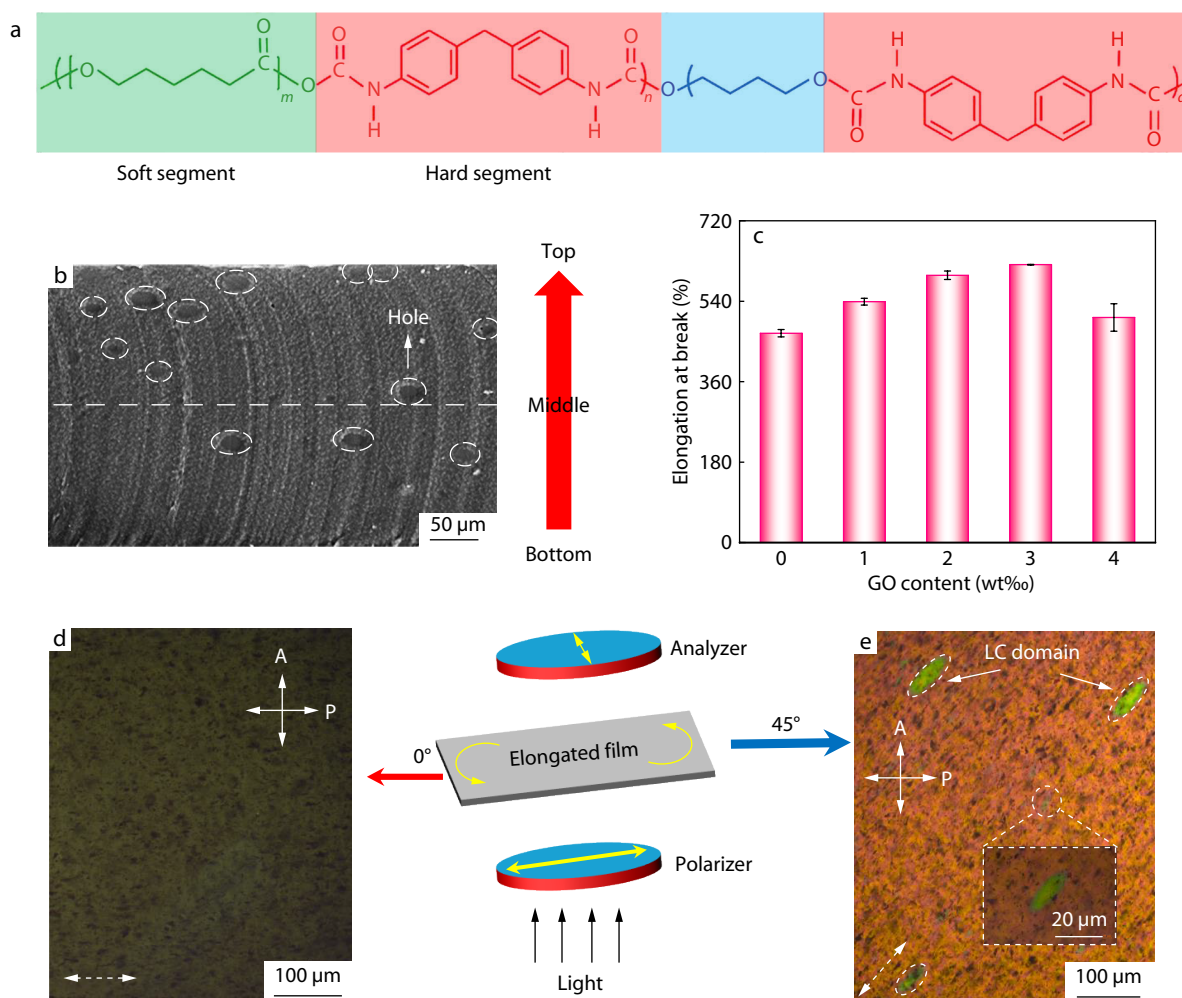 a
O
C
O
m
O
O
C
N
H
N
H
O
C
n
O
O
C
O
H
N
H
N
C
O
Soft segment
Hard segment
b
Hole
50 μm
Top
Middle
Bottom
c
Elongation at break (%)
720
540
360
180
0
0 1 2 3 4
GO content (wt‰)
d
A
P
100 μm
Analyzer
0°
Elongated film
45°
Polarizer
Light
e
LC domain
A
P
20 μm
100 μm